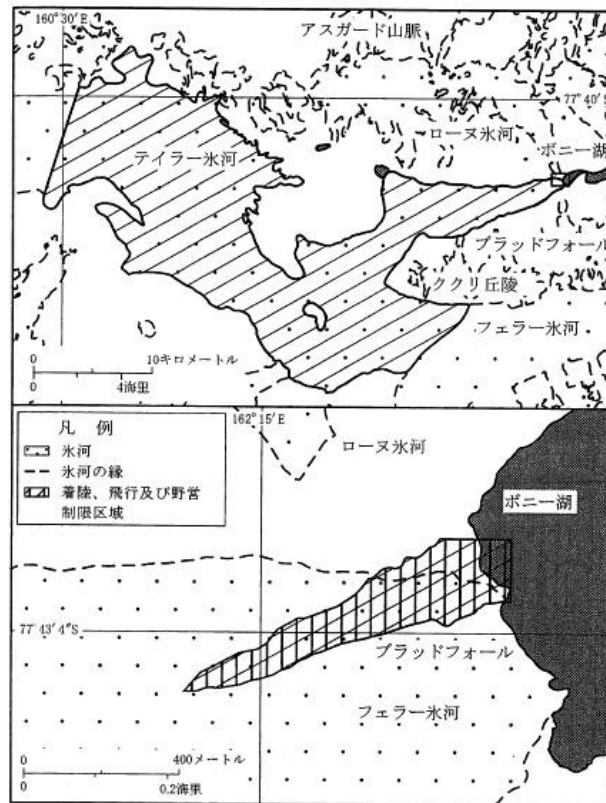 160°30′E
アスガード山脈
77°40′S
ローヌ氷河
ボニー湖
テイラー氷河
ブラッドフォール
ククリ丘陵
フェラー氷河
0
10キロメートル
0
4海里
162°15′E
凡 例
氷河
氷河の縁
着陸、飛行及び野営
制限区域
ローヌ氷河
ボニー湖
77°43′4″S
ブラッドフォール
フェラー氷河
0
400メートル
0
0.2海里